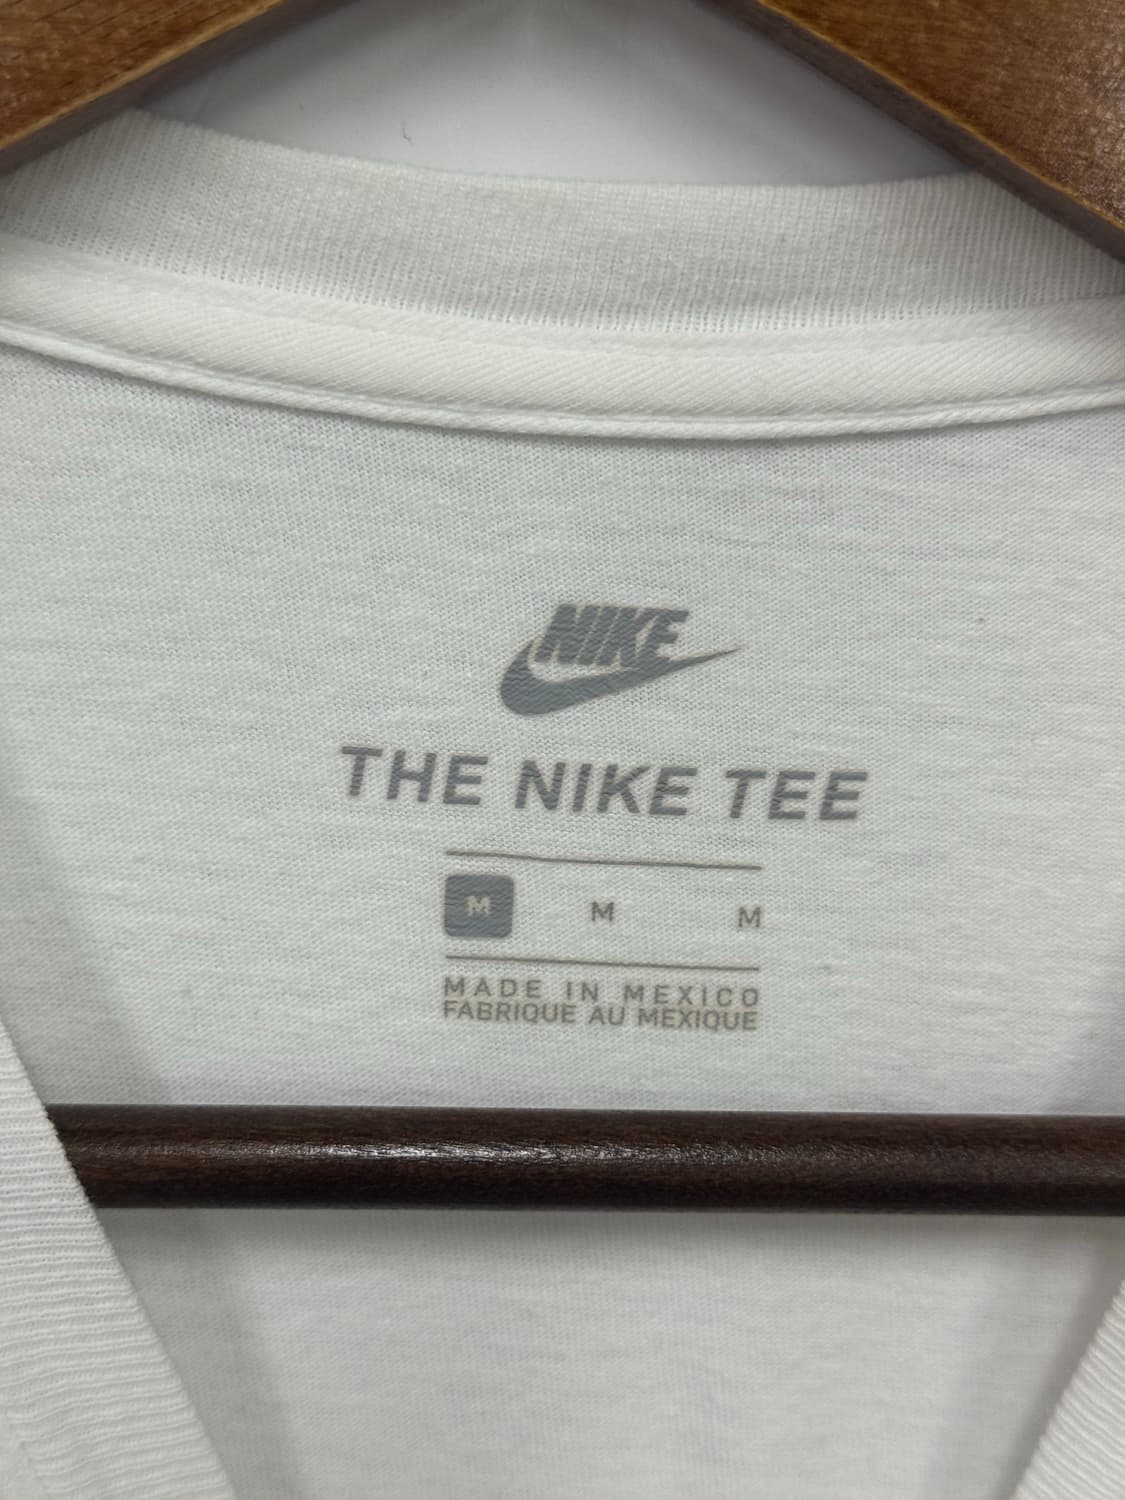 NIKE
THE NIKE TEE
M M M
MADE IN MEXICO
FABRIQUE AU MEXIQUE